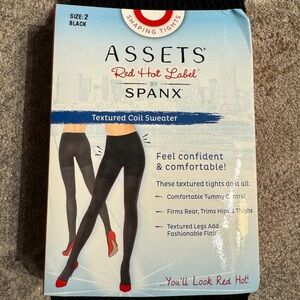 SIZE: 2
BLACK
SHAPING TIGHTS
ASSETS®
Red Hot Label™
BY
SPANX
Textured Coil Sweater
Feel confident
& comfortable!
These textured tights do it all:
Comfortable Tummy Control
Firms Rear, Trims Hips & Thighs
Textured Legs Add
Fashionable Flair
...You'll Look Red Hot!